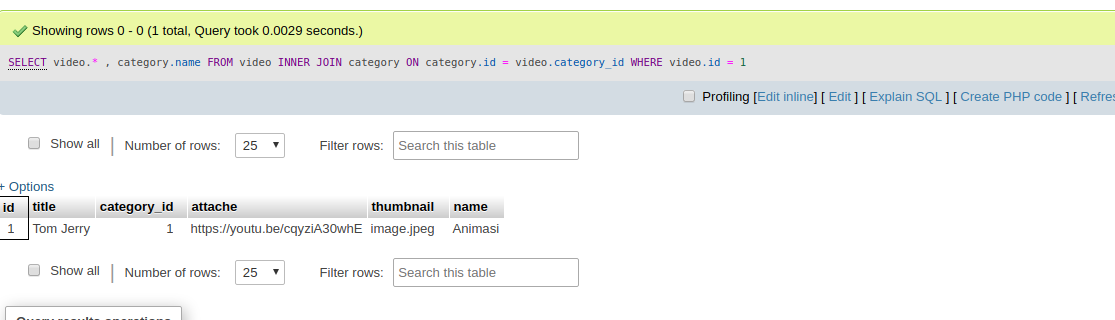 Showing rows 0 - 0 (1 total, Query took 0.0029 seconds.)
SELECT video.* , category.name FROM video INNER JOIN category ON category.id = video.category_id WHERE video.id = 1
Profiling [Edit inline] [ Edit ] [ Explain SQL ] [ Create PHP code ] [ Refres
Show all | Number of rows: 25 Filter rows: Search this table
+ Options
id title category_id attache thumbnail name
1 Tom Jerry 1 https://youtu.be/cqyziA30whE image.jpeg Animasi
Show all | Number of rows: 25 Filter rows: Search this table
Query results operations